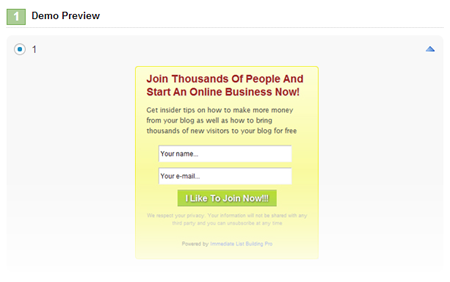 1 Demo Preview
1
Join Thousands Of People And
Start An Online Business Now!
Get insider tips on how to make more money
from your blog as well as how to bring
thousands of new visitors to your blog for free
Your name...
Your e-mail...
I Like To Join Now!!!
We respect your privacy. Your information will not be shared with any
third party and you can unsubscribe at any time
Powered by Immediate List Building Pro